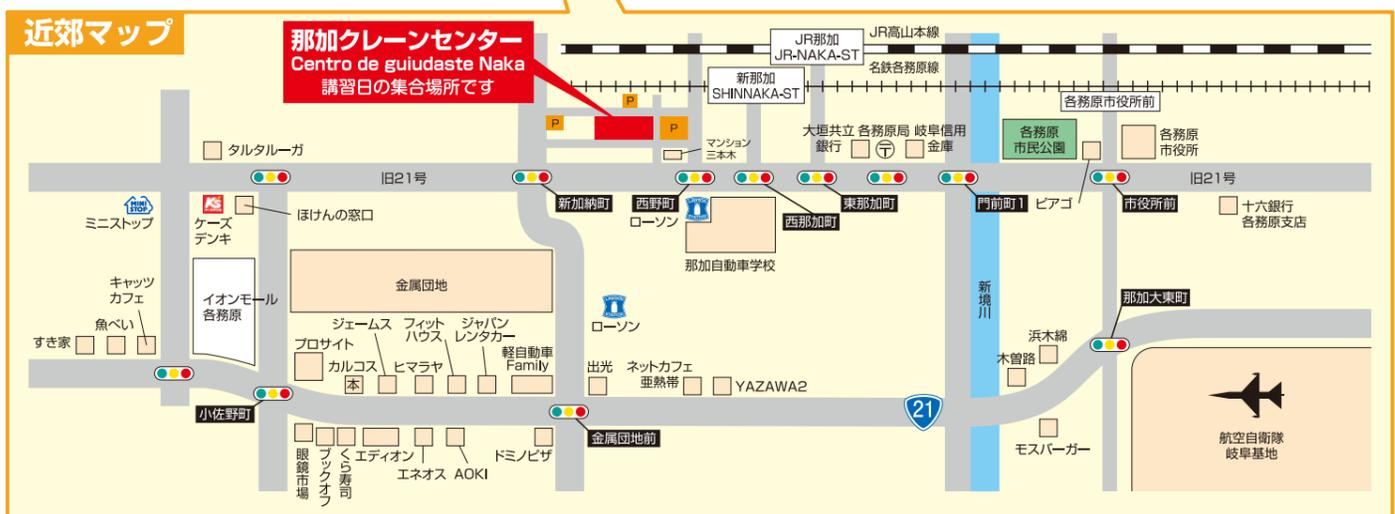 近郊マップ
那加クレーンセンター
Centro de guiudaste Naka
講習日の集合場所です
JR那加
JR-NAKA-ST
JR高山本線
名鉄各務原線
新那加
SHINNAKA-ST
各務原市役所前
P
P
P
マンション
三本木
大垣共立
銀行
各務原局
〒
岐阜信用
金庫
各務原
市民公園
各務原
市役所
タルタルーガ
旧21号
旧21号
MINI
STOP
ミニストップ
K's
ケーズ
デンキ
ほけんの窓口
新加納町
西野町
ローソン
西那加町
東那加町
門前町1
ピアゴ
市役所前
十六銀行
各務原支店
那加自動車学校
キャッツ
カフェ
魚べい
すき家
イオンモール
各務原
金属団地
ローソン
新境川
那加大東町
プロサイト
ジェームス
フィット
ハウス
ジャパン
レンタカー
カルコス
本
ヒマラヤ
軽自動車
Family
出光
ネットカフェ
亜熱帯
YAZAWA2
浜木綿
木曽路
21
小佐野町
金属団地前
眼鏡市場
ブックオフ
くら寿司
エディオン
エネオス
AOKI
ドミノピザ
モスバーガー
航空自衛隊
岐阜基地